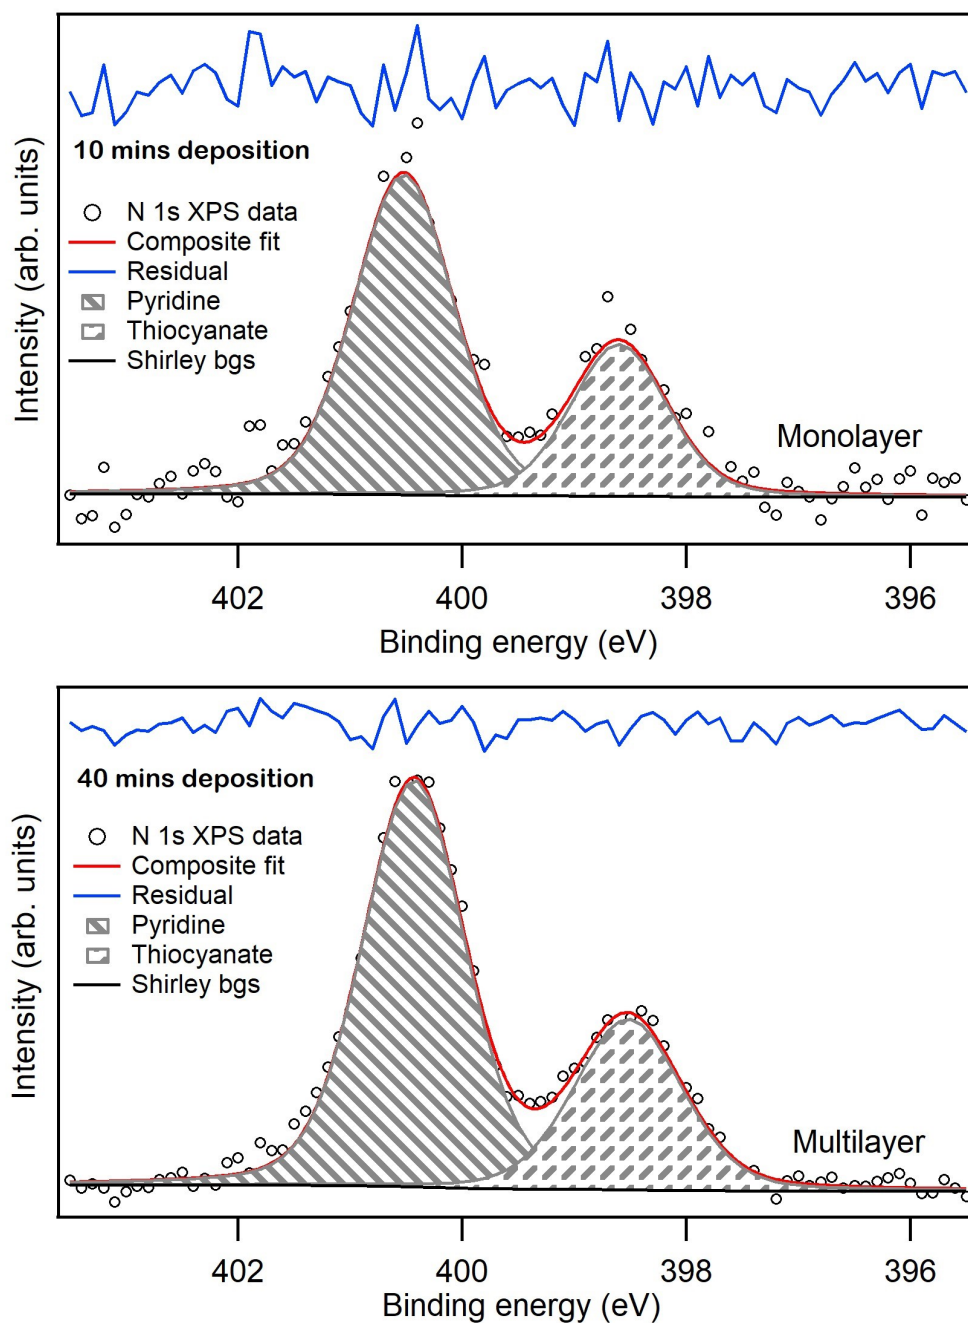 10 mins deposition
N 1s XPS data
Composite fit
Residual
Pyridine
Thiocyanate
Shirley bgs
Monolayer
Intensity (arb. units)
402 400 398 396
Binding energy (eV)
40 mins deposition
N 1s XPS data
Composite fit
Residual
Pyridine
Thiocyanate
Shirley bgs
Multilayer
Intensity (arb. units)
402 400 398 396
Binding energy (eV)